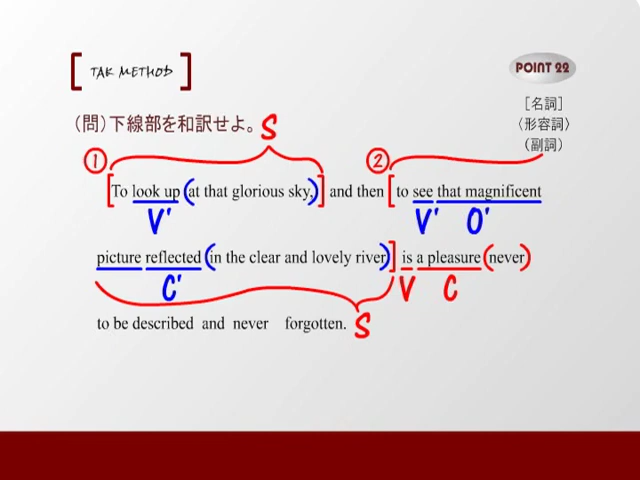 [ TAK METHOD ]
POINT 22
[名詞]
〈形容詞〉
(副詞)
(問)下線部を和訳せよ。 S
① ②
[To look up (at that glorious sky,)] and then [to see that magnificent
V' V' O'
picture reflected (in the clear and lovely river)] is a pleasure (never)
C' V C
to be described and never forgotten. S